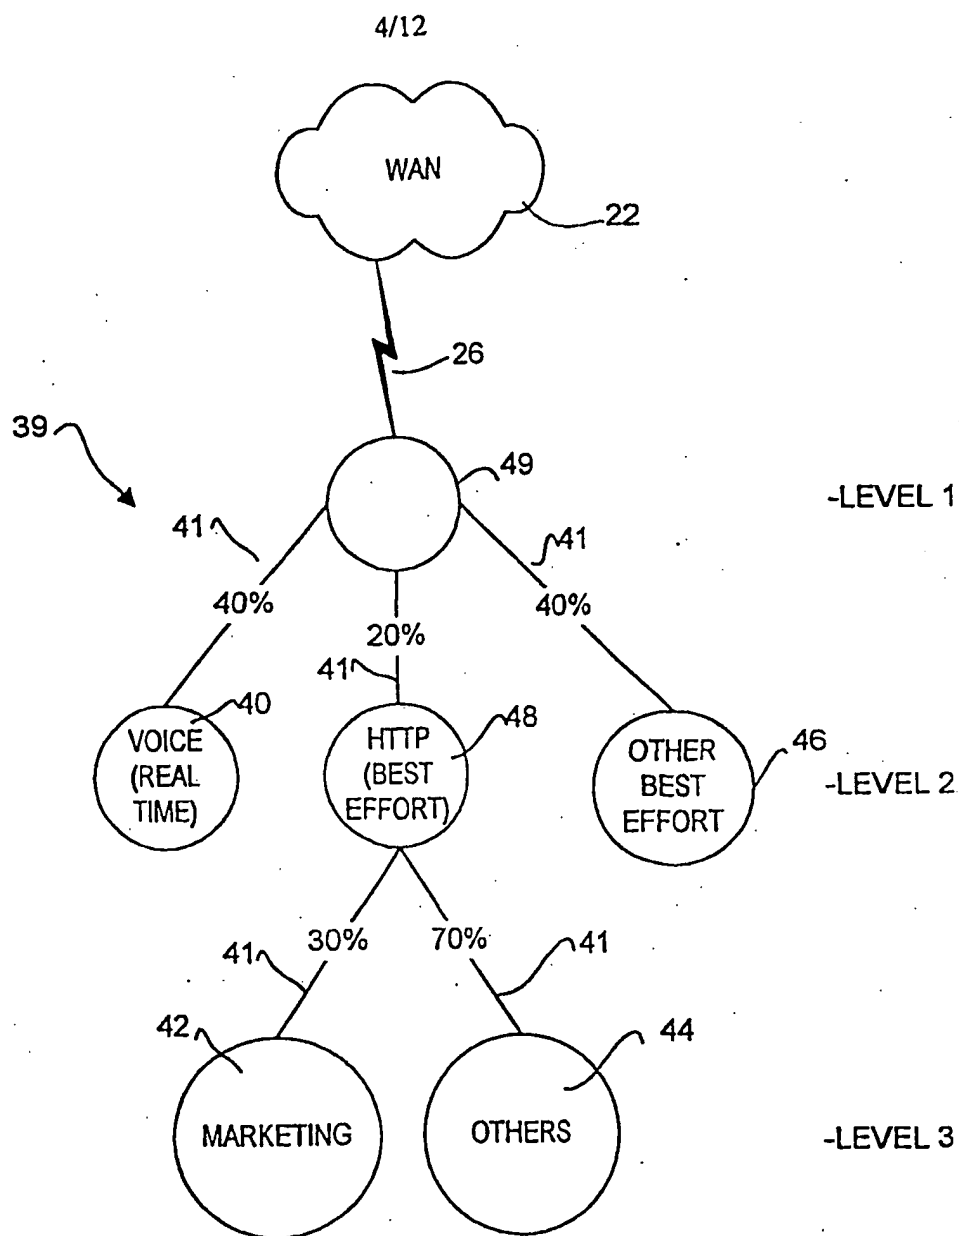 4/12
WAN
22
26
39
49
-LEVEL 1
41
41
40%
40%
20%
41
40
48
46
VOICE
(REAL
TIME)
HTTP
(BEST
EFFORT)
OTHER
BEST
EFFORT
-LEVEL 2
30%
70%
41
41
42
44
MARKETING
OTHERS
-LEVEL 3